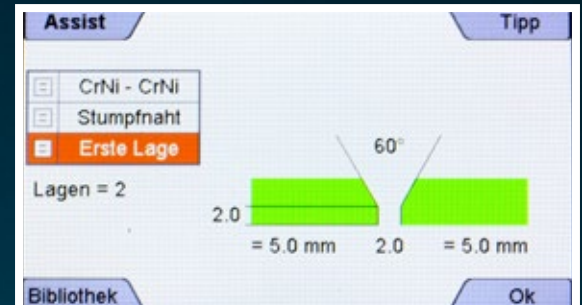 Assist
Tipp
CrNi - CrNi
Stumpfnaht
Erste Lage
Lagen = 2
60°
2.0
= 5.0 mm 2.0 = 5.0 mm
Bibliothek
Ok